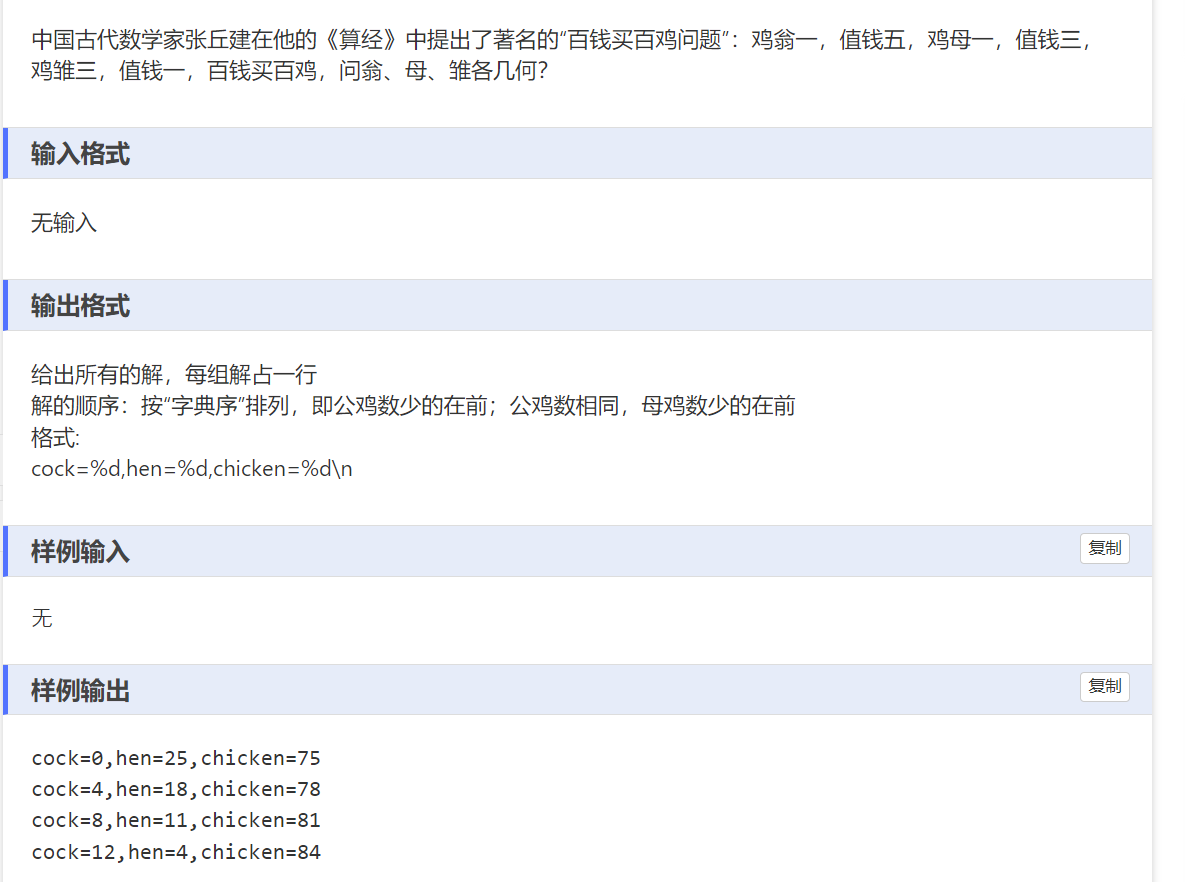 中国古代数学家张丘建在他的《算经》中提出了著名的“百钱买百鸡问题”：鸡翁一，值钱五，鸡母一，值钱三，
鸡雏三，值钱一，百钱买百鸡，问翁、母、雏各几何？
输入格式
无输入
输出格式
给出所有的解，每组解占一行
解的顺序：按“字典序”排列，即公鸡数少的在前；公鸡数相同，母鸡数少的在前
格式:
cock=%d,hen=%d,chicken=%d\n
样例输入
复制
无
样例输出
复制
cock=0,hen=25,chicken=75
cock=4,hen=18,chicken=78
cock=8,hen=11,chicken=81
cock=12,hen=4,chicken=84